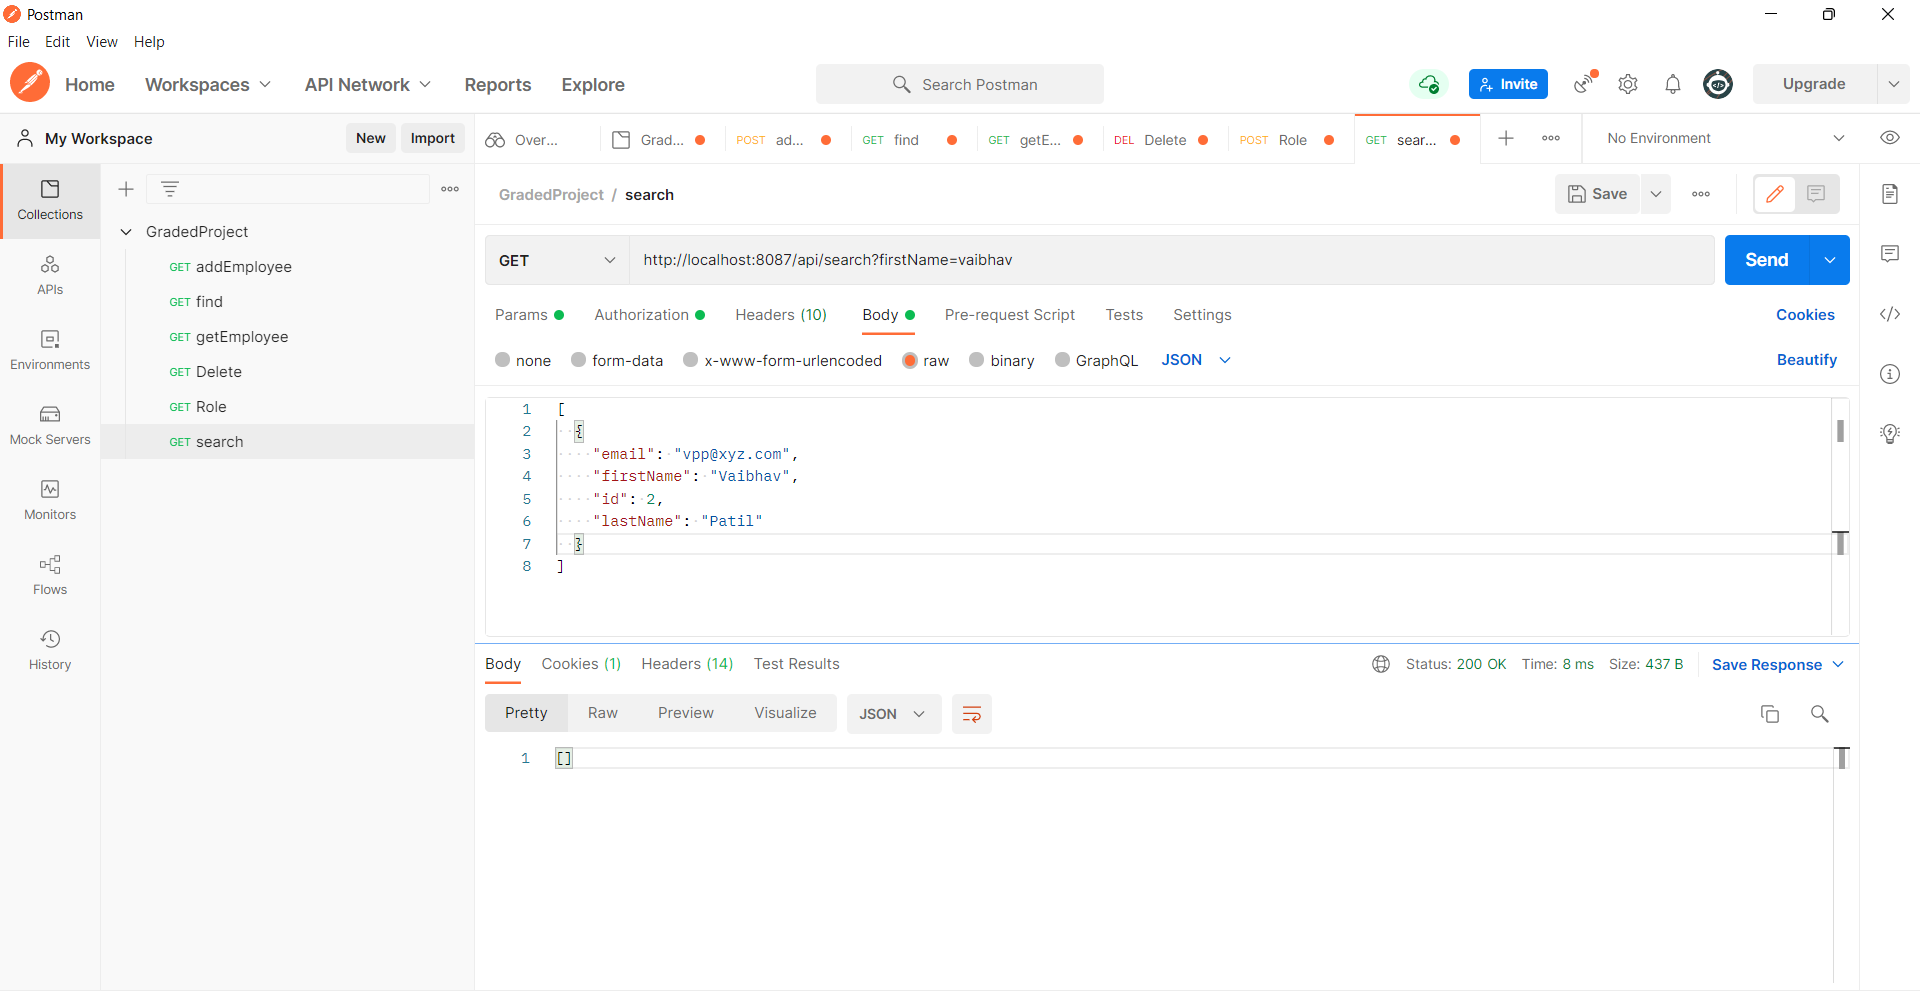 Postman
File Edit View Help
Home Workspaces API Network Reports Explore Search Postman Invite Upgrade
My Workspace New Import Over... Grad... POST ad... GET find GET getE... DEL Delete POST Role GET sear... No Environment
Collections
APIs
Environments
Mock Servers
Monitors
Flows
History
GradedProject
GET addEmployee
GET find
GET getEmployee
GET Delete
GET Role
GET search
GradedProject / search Save
GET http://localhost:8087/api/search?firstName=vaibhav Send
Params Authorization Headers (10) Body Pre-request Script Tests Settings Cookies
none form-data x-www-form-urlencoded raw binary GraphQL JSON Beautify
1 [
2 {
3 "email": "vpp@xyz.com",
4 "firstName": "Vaibhav",
5 "id": 2,
6 "lastName": "Patil"
7 }
8 ]
Body Cookies (1) Headers (14) Test Results Status: 200 OK Time: 8 ms Size: 437 B Save Response
Pretty Raw Preview Visualize JSON
1 []